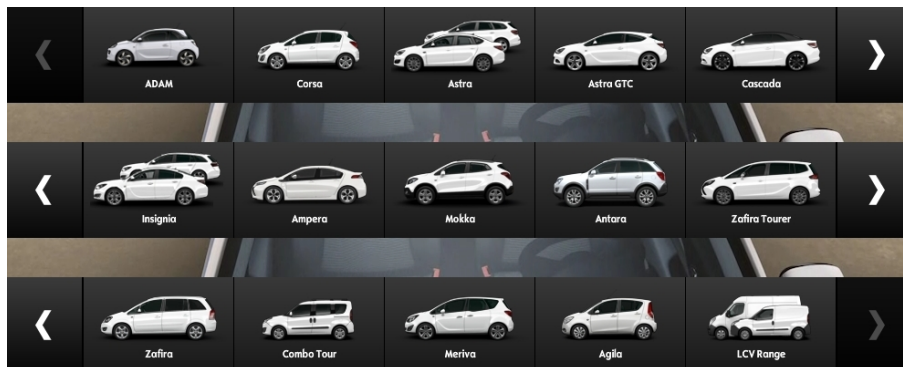 ADAM
Corsa
Astra
Astra GTC
Cascada
Insignia
Ampera
Mokka
Antara
Zafira Tourer
Zafira
Combo Tour
Meriva
Agila
LCV Range